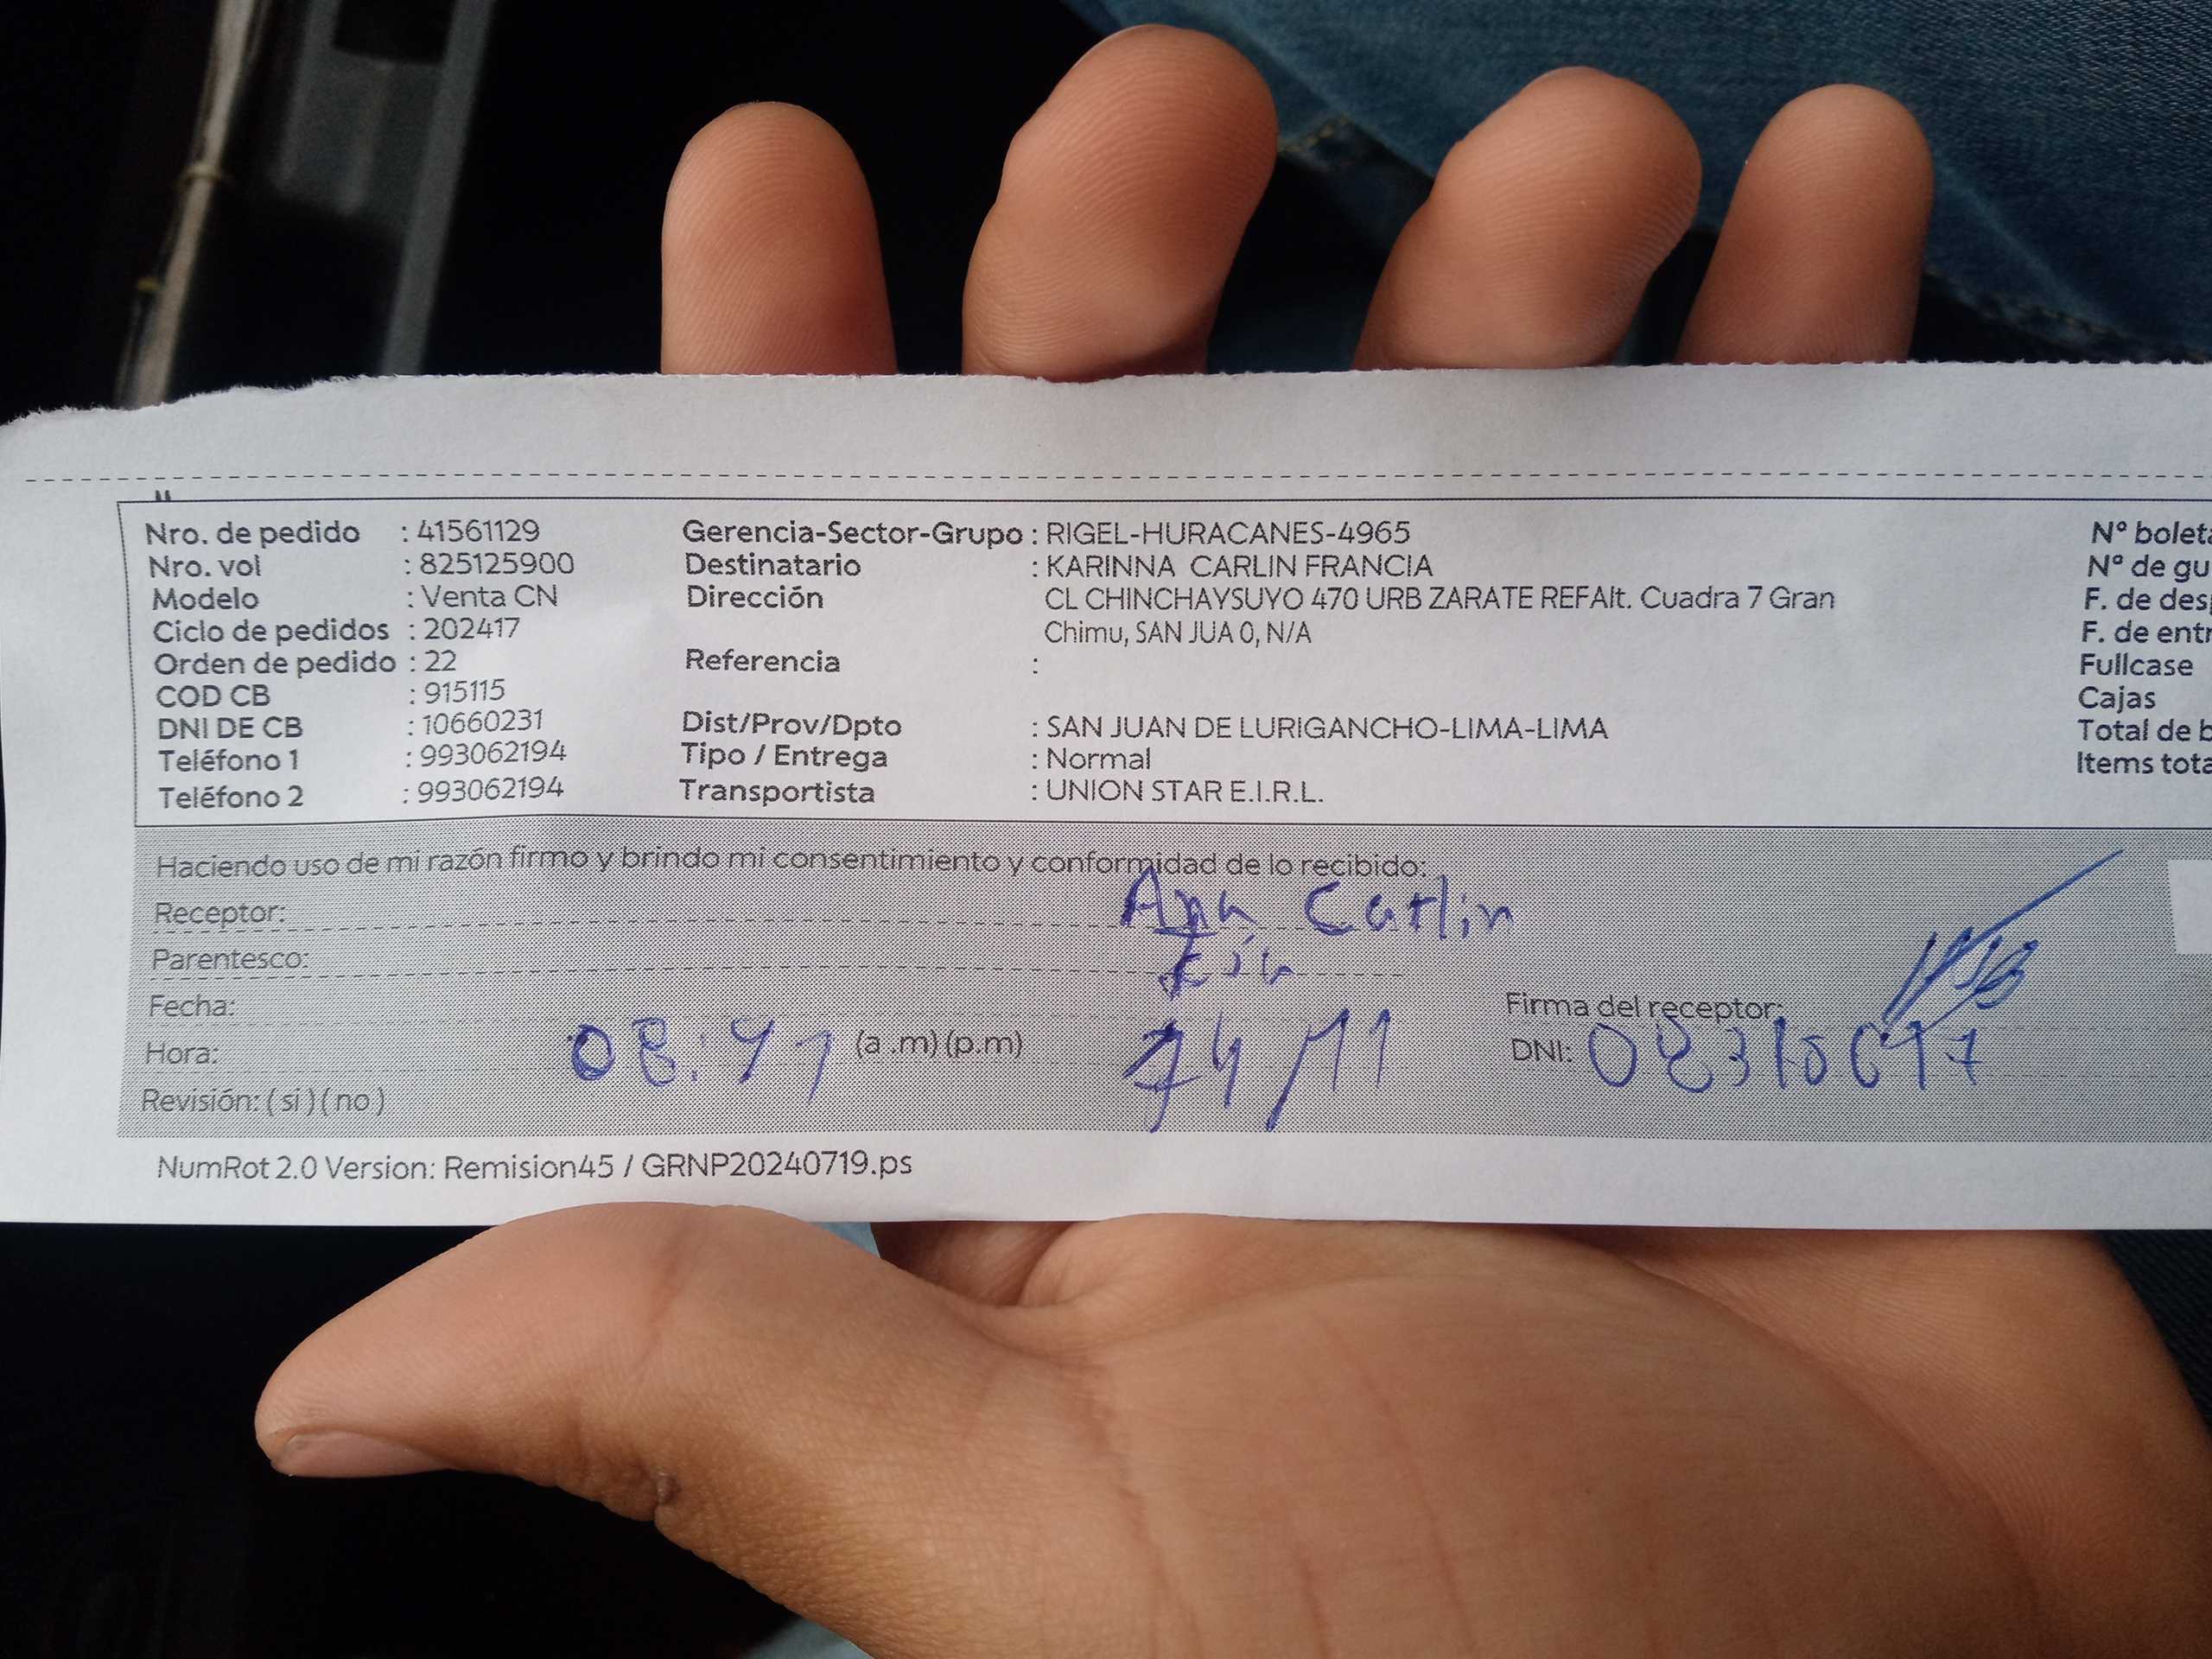 Nro. de pedido : 41561129 Gerencia-Sector-Grupo : RIGEL-HURACANES-4965 Nº boleta
Nro. vol : 825125900 Destinatario : KARINNA CARLIN FRANCIA Nº de gu
Modelo : Venta CN Dirección CL CHINCHAYSUYO 470 URB ZARATE REFAlt. Cuadra 7 Gran F. de des
Ciclo de pedidos : 202417 Chimu, SAN JUA 0, N/A F. de entr
Orden de pedido : 22 Referencia : Fullcase
COD CB : 915115 Cajas
DNI DE CB : 10660231 Dist/Prov/Dpto : SAN JUAN DE LURIGANCHO-LIMA-LIMA Total de b
Teléfono 1 : 993062194 Tipo / Entrega : Normal Items tota
Teléfono 2 : 993062194 Transportista : UNION STAR E.I.R.L.
Haciendo uso de mi razón firmo y brindo mi consentimiento y conformidad de lo recibido:
Receptor: Ana Carlin
Parentesco:
Fecha: 14/11 Firma del receptor:
Hora: 08:41 (a .m) (p.m) DNI:
Revisión: ( si ) ( no )
NumRot 2.0 Version: Remision45 / GRNP20240719.ps